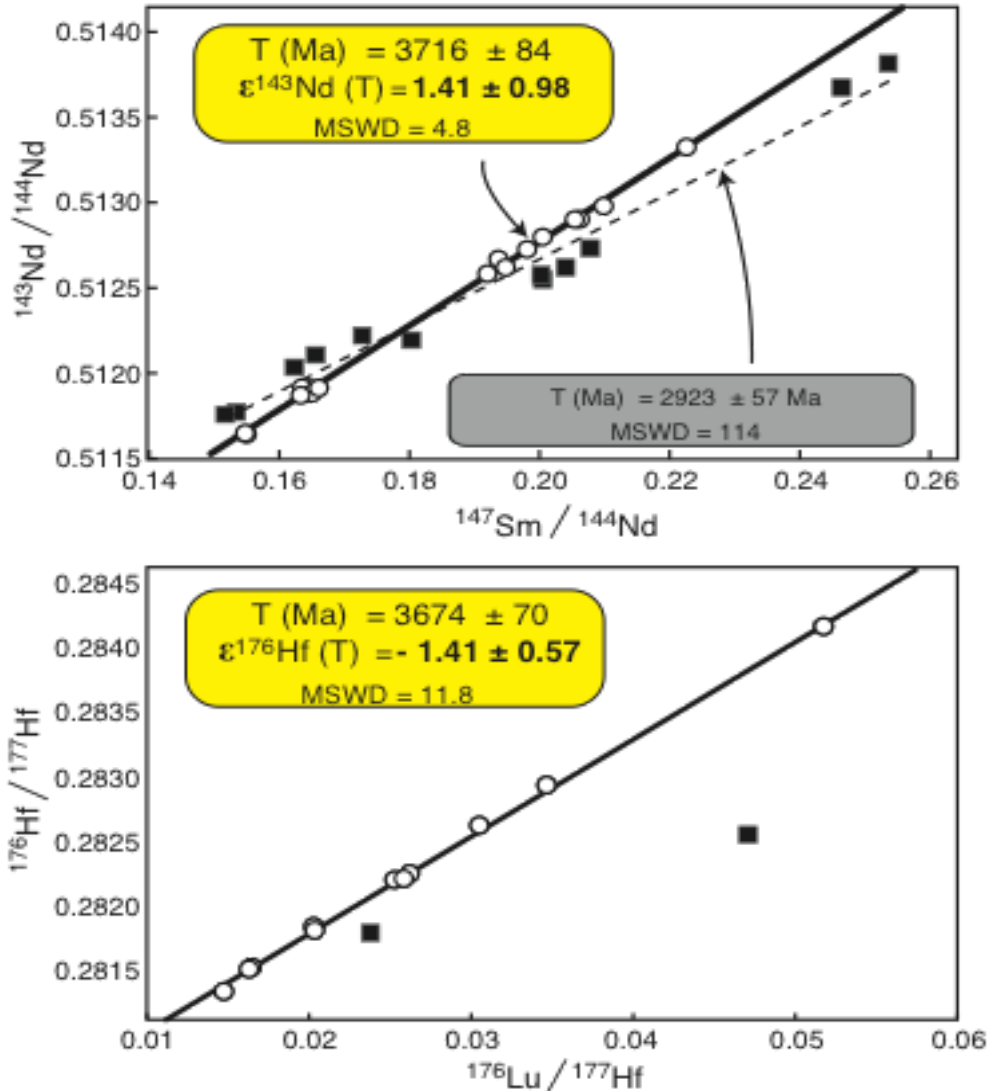 T (Ma) = 3716 ± 84
ε¹⁴³Nd (T) = 1.41 ± 0.98
MSWD = 4.8
T (Ma) = 2923 ± 57 Ma
MSWD = 114
¹⁴³Nd / ¹⁴⁴Nd
0.5140
0.5135
0.5130
0.5125
0.5120
0.5115
0.14 0.16 0.18 0.20 0.22 0.24 0.26
¹⁴⁷Sm / ¹⁴⁴Nd
T (Ma) = 3674 ± 70
ε¹⁷⁶Hf (T) =- 1.41 ± 0.57
MSWD = 11.8
¹⁷⁶Hf / ¹⁷⁷Hf
0.2845
0.2840
0.2835
0.2830
0.2825
0.2820
0.2815
0.01 0.02 0.03 0.04 0.05 0.06
¹⁷⁶Lu / ¹⁷⁷Hf